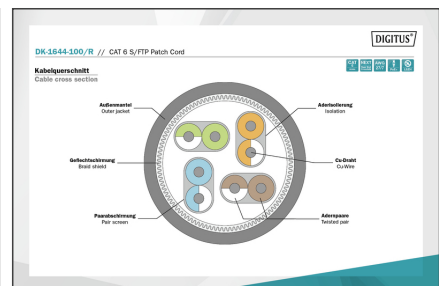 DIGITUS®
DK-1644-100/R // CAT 6 S/FTP Patch Cord
Kabelquerschnitt
Cable cross section
Außenmantel
Outer jacket
Aderisolierung
Isolation
Geflechtschirmung
Braid shield
Cu-Draht
Cu-Wire
Paarabschirmung
Pair screen
Adernpaare
Twisted pair